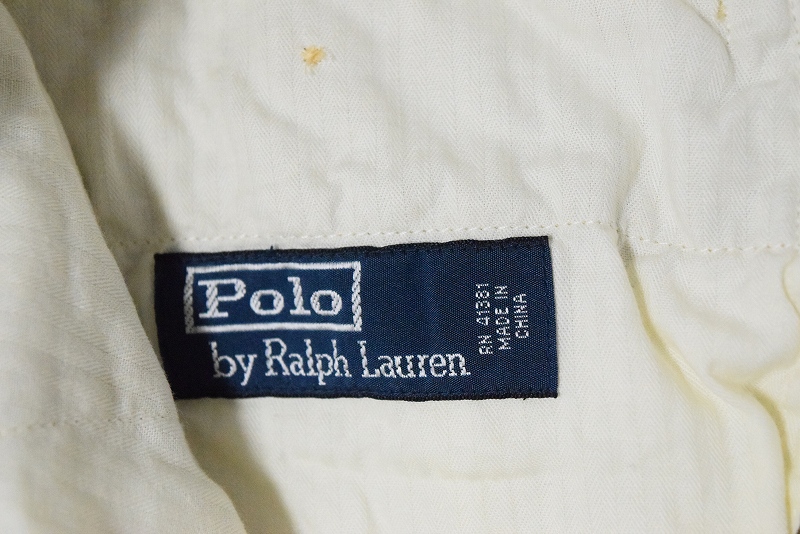 Polo
by Ralph Lauren
RN 41381
MADE IN
CHINA